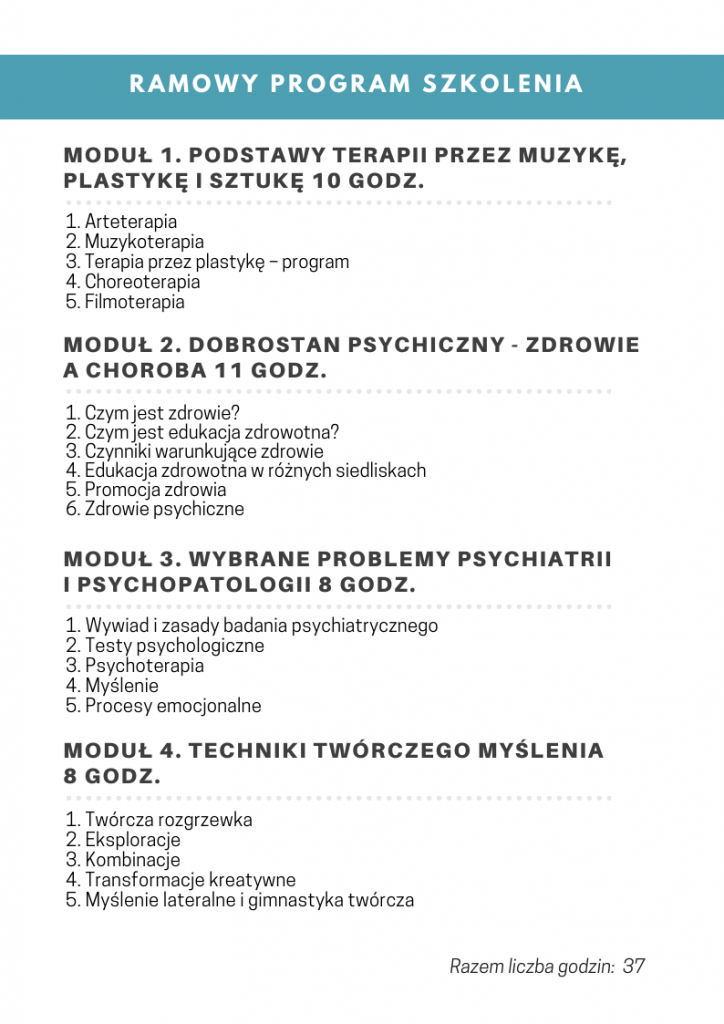 RAMOWY PROGRAM SZKOLENIA
MODUŁ 1. PODSTAWY TERAPII PRZEZ MUZYKĘ,
PLASTYKĘ I SZTUKĘ 10 GODZ.
1. Arteterapia
2. Muzykoterapia
3. Terapia przez plastykę – program
4. Choreoterapia
5. Filmoterapia
MODUŁ 2. DOBROSTAN PSYCHICZNY - ZDROWIE
A CHOROBA 11 GODZ.
1. Czym jest zdrowie?
2. Czym jest edukacja zdrowotna?
3. Czynniki warunkujące zdrowie
4. Edukacja zdrowotna w różnych siedliskach
5. Promocja zdrowia
6. Zdrowie psychiczne
MODUŁ 3. WYBRANE PROBLEMY PSYCHIATRII
I PSYCHOPATOLOGII 8 GODZ.
1. Wywiad i zasady badania psychiatrycznego
2. Testy psychologiczne
3. Psychoterapia
4. Myślenie
5. Procesy emocjonalne
MODUŁ 4. TECHNIKI TWÓRCZEGO MYŚLENIA
8 GODZ.
1. Twórcza rozgrzewka
2. Eksploracje
3. Kombinacje
4. Transformacje kreatywne
5. Myślenie lateralne i gimnastyka twórcza
Razem liczba godzin: 37